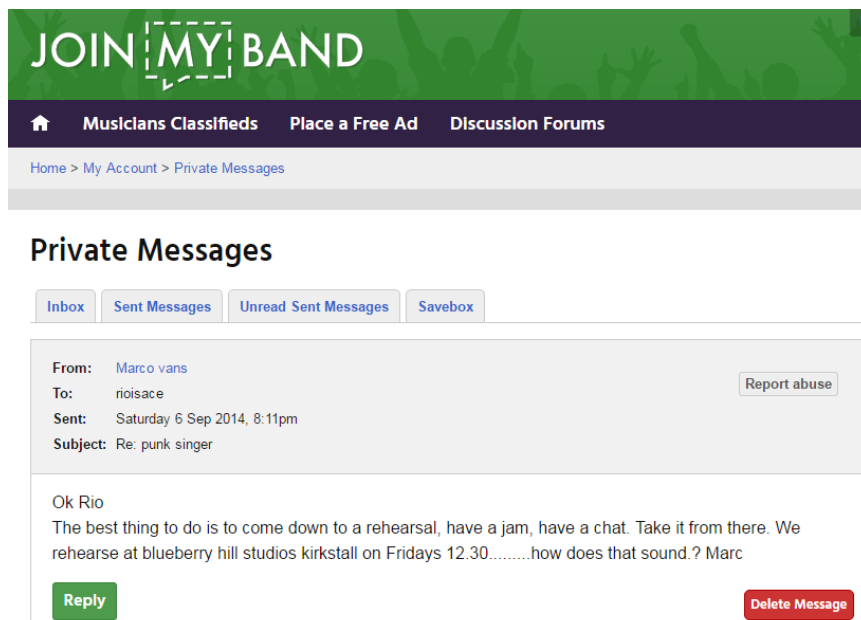 JOIN MY BAND
Musicians Classifieds Place a Free Ad Discussion Forums
Home > My Account > Private Messages
Private Messages
Inbox Sent Messages Unread Sent Messages Savebox
From: Marco vans
Report abuse
To: rioisace
Sent: Saturday 6 Sep 2014, 8:11pm
Subject: Re: punk singer
Ok Rio
The best thing to do is to come down to a rehearsal, have a jam, have a chat. Take it from there. We
rehearse at blueberry hill studios kirkstall on Fridays 12.30.........how does that sound.? Marc
Reply Delete Message